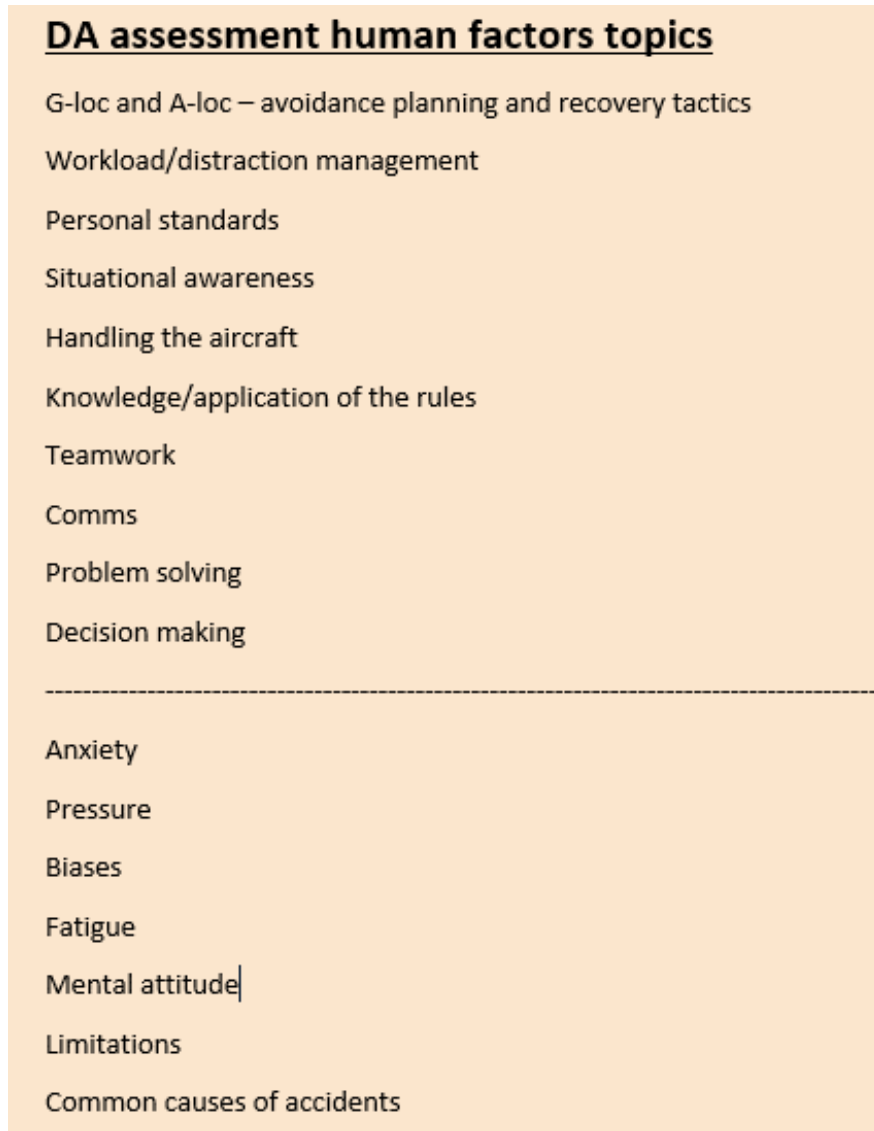 DA assessment human factors topics
G-loc and A-loc – avoidance planning and recovery tactics
Workload/distraction management
Personal standards
Situational awareness
Handling the aircraft
Knowledge/application of the rules
Teamwork
Comms
Problem solving
Decision making
------------------------------------------------------------------------------------------
Anxiety
Pressure
Biases
Fatigue
Mental attitude
Limitations
Common causes of accidents